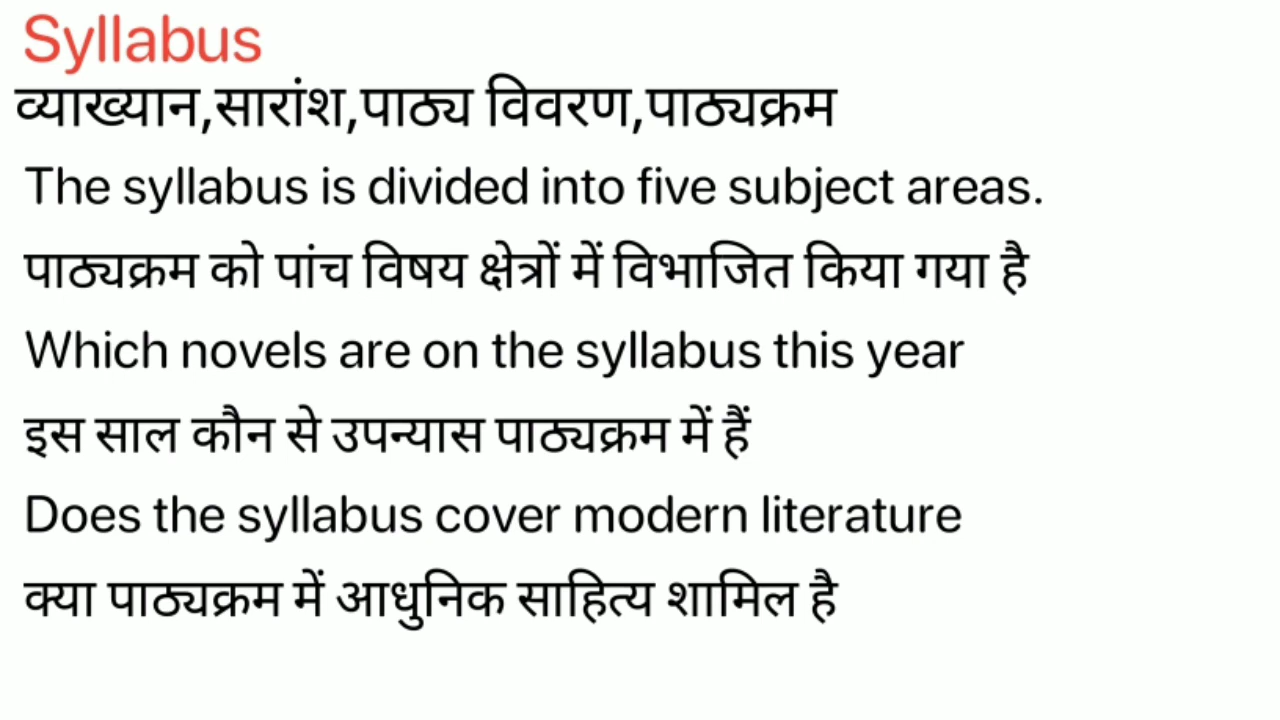 Syllabus
व्याख्यान,सारांश,पाठ्य विवरण,पाठ्यक्रम
The syllabus is divided into five subject areas.
पाठ्यक्रम को पांच विषय क्षेत्रों में विभाजित किया गया है
Which novels are on the syllabus this year
इस साल कौन से उपन्यास पाठ्यक्रम में हैं
Does the syllabus cover modern literature
क्या पाठ्यक्रम में आधुनिक साहित्य शामिल है